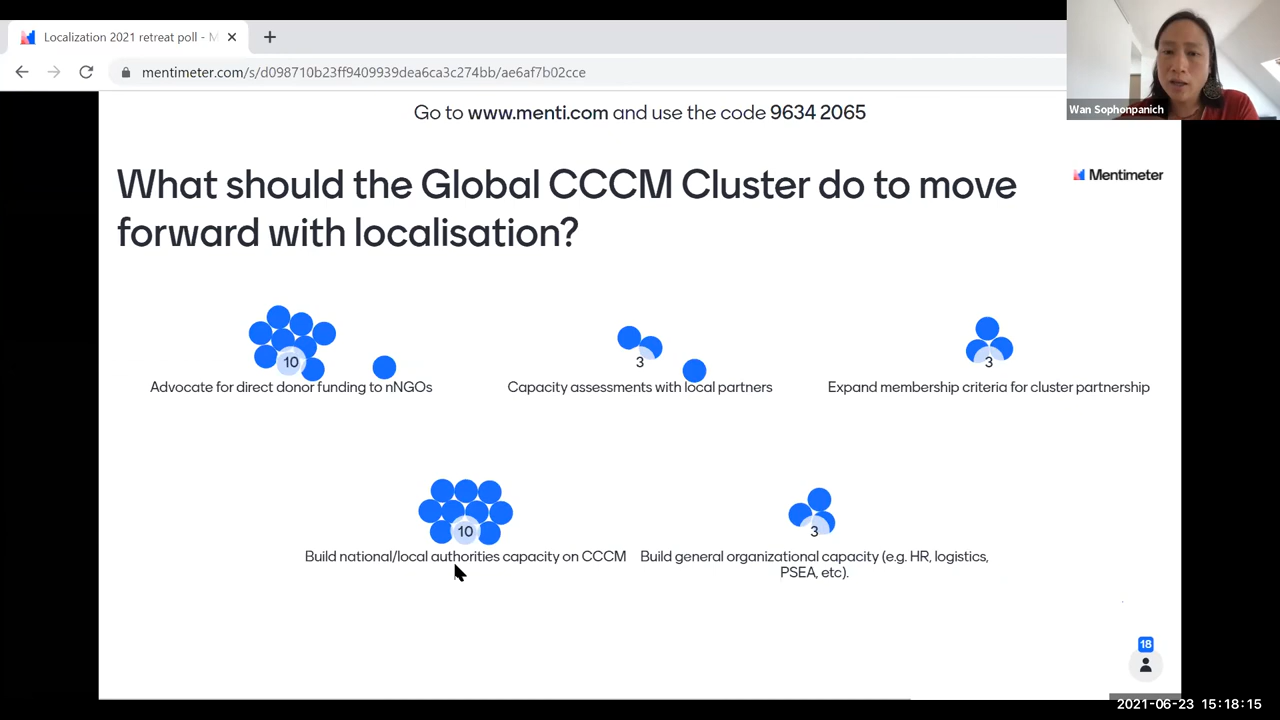 Localization 2021 retreat poll - M
mentimeter.com/s/d098710b23ff9409939dea6ca3c274bb/ae6af7b02cce
Wan Sophonpanich
Go to www.menti.com and use the code 9634 2065
What should the Global CCCM Cluster do to move
forward with localisation?
Mentimeter
10
Advocate for direct donor funding to nNGOs
3
Capacity assessments with local partners
3
Expand membership criteria for cluster partnership
10
Build national/local authorities capacity on CCCM
3
Build general organizational capacity (e.g. HR, logistics,
PSEA, etc).
18
2021-06-23 15:18:15